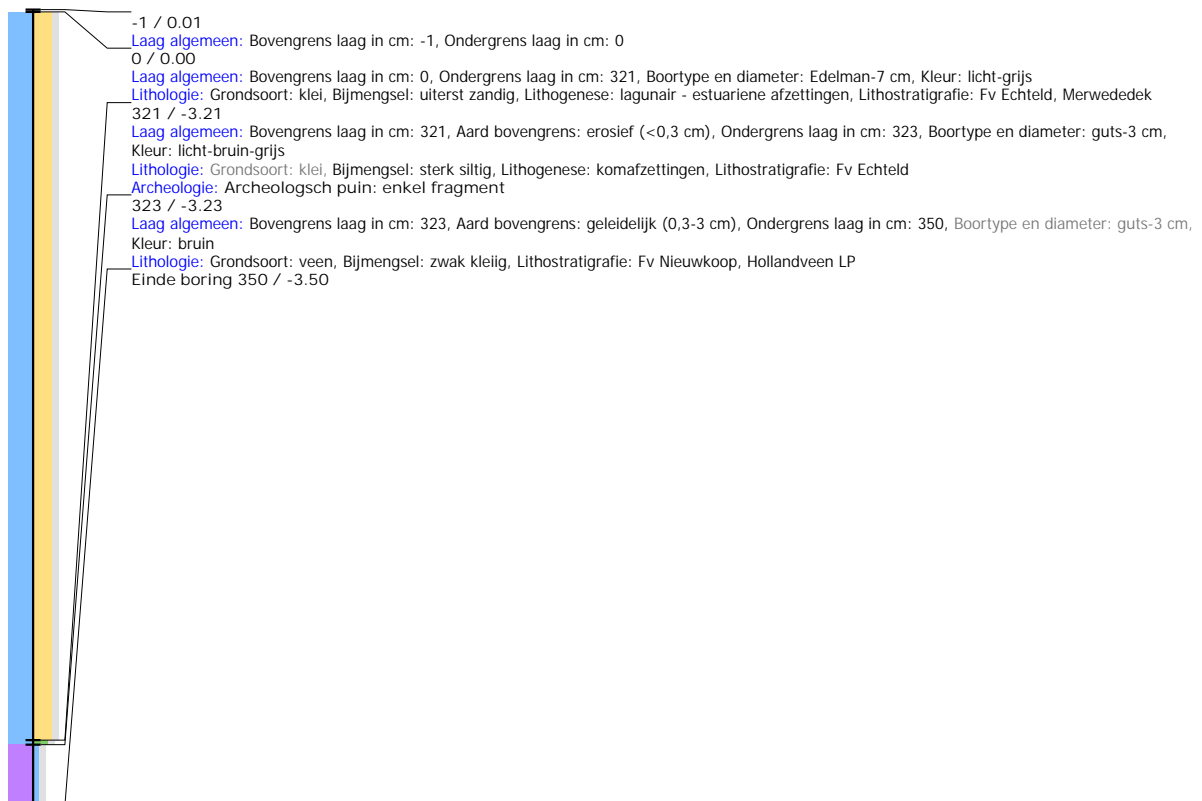 -1 / 0.01
Laag algemeen: Bovengrens laag in cm: -1, Ondergrens laag in cm: 0
0 / 0.00
Laag algemeen: Bovengrens laag in cm: 0, Ondergrens laag in cm: 321, Boortype en diameter: Edelman-7 cm, Kleur: licht-grijs
Lithologie: Grondsoort: klei, Bijmengsel: uiterst zandig, Lithogenese: lagunair - estuariene afzettingen, Lithostratigrafie: Fv Echteld, Merwededek
321 / -3.21
Laag algemeen: Bovengrens laag in cm: 321, Aard bovengrens: erosief (<0,3 cm), Ondergrens laag in cm: 323, Boortype en diameter: guts-3 cm,
Kleur: licht-bruin-grijs
Lithologie: Grondsoort: klei, Bijmengsel: sterk siltig, Lithogenese: komafzettingen, Lithostratigrafie: Fv Echteld
Archeologie: Archeologsch puin: enkel fragment
323 / -3.23
Laag algemeen: Bovengrens laag in cm: 323, Aard bovengrens: geleidelijk (0,3-3 cm), Ondergrens laag in cm: 350, Boortype en diameter: guts-3 cm,
Kleur: bruin
Lithologie: Grondsoort: veen, Bijmengsel: zwak kleiig, Lithostratigrafie: Fv Nieuwkoop, Hollandveen LP
Einde boring 350 / -3.50